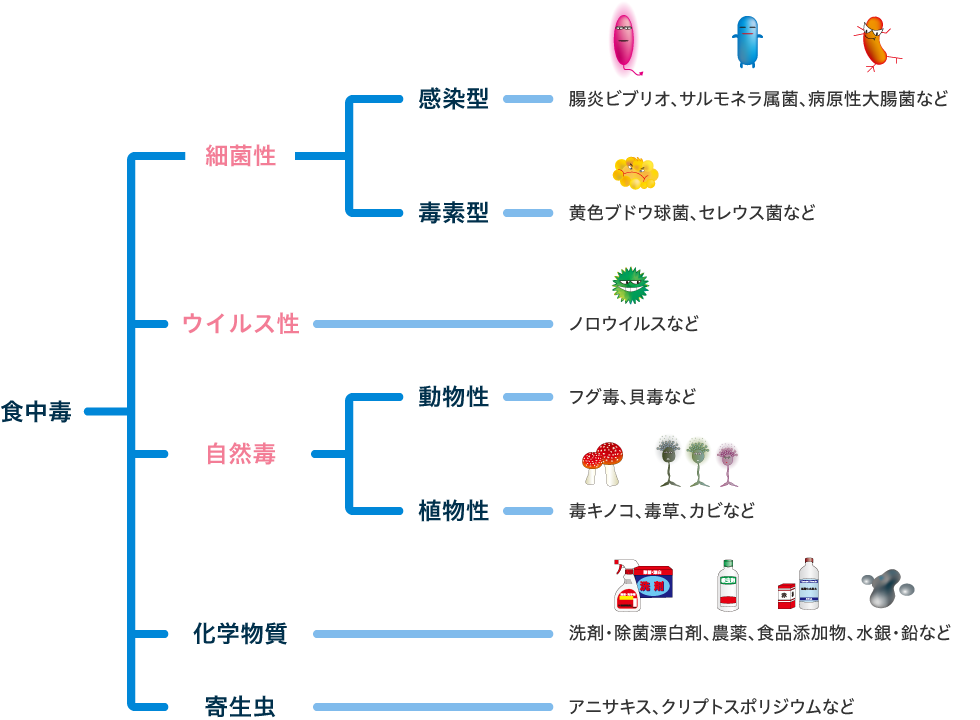 感染型
腸炎ビブリオ、サルモネラ属菌、病原性大腸菌など
細菌性
毒素型
黄色ブドウ球菌、セレウス菌など
ウイルス性
ノロウイルスなど
食中毒
動物性
フグ毒、貝毒など
自然毒
植物性
毒キノコ、毒草、カビなど
洗剤
化学物質
洗剤・除菌漂白剤、農薬、食品添加物、水銀・鉛など
寄生虫
アニサキス、クリプトスポリジウムなど